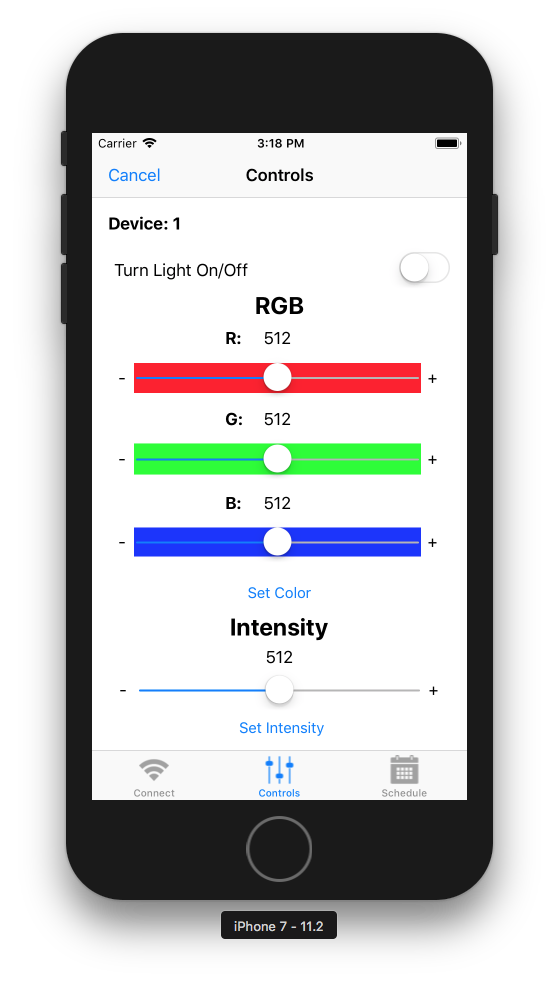 Carrier 3:18 PM
Cancel Controls
Device: 1
Turn Light On/Off
RGB
R: 512
- +
G: 512
- +
B: 512
- +
Set Color
Intensity
512
- +
Set Intensity
Connect Controls Schedule
iPhone 7 - 11.2